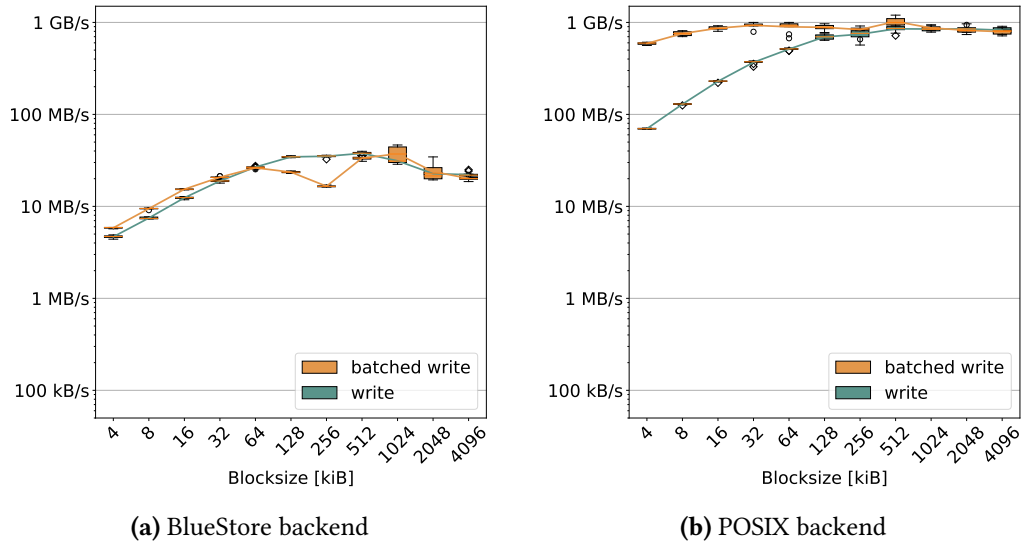 1 GB/s
100 MB/s
10 MB/s
1 MB/s
100 kB/s
batched write
write
4 8 16 32 64 128 256 512 1024 2048 4096
Blocksize [kiB]
(a) BlueStore backend
1 GB/s
100 MB/s
10 MB/s
1 MB/s
100 kB/s
batched write
write
4 8 16 32 64 128 256 512 1024 2048 4096
Blocksize [kiB]
(b) POSIX backend